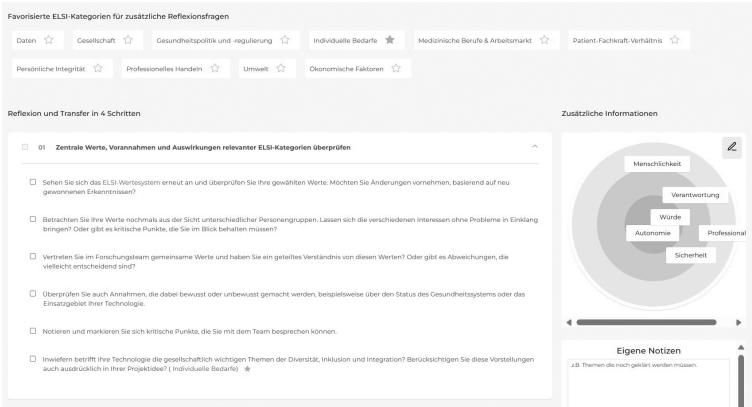 Favorisierte ELSI-Kategorien für zusätzliche Reflexionsfragen
Daten
Gesellschaft
Gesundheitspolitik und -regulierung
Individuelle Bedarfe
Medizinische Berufe & Arbeitsmarkt
Patient-Fachkraft-Verhältnis
Persönliche Integrität
Professionelles Handeln
Umwelt
Ökonomische Faktoren
Reflexion und Transfer in 4 Schritten
01 Zentrale Werte, Vorannahmen und Auswirkungen relevanter ELSI-Kategorien überprüfen
Sehen Sie sich das ELSI-Wertesystem erneut an und überprüfen Sie Ihre gewählten Werte. Möchten Sie Änderungen vornehmen, basierend auf neu
gewonnenen Erkenntnissen?
Betrachten Sie Ihre Werte nochmals aus der Sicht unterschiedlicher Personengruppen. Lassen sich die verschiedenen Interessen ohne Probleme in Einklang
bringen? Oder gibt es kritische Punkte, die Sie im Blick behalten müssen?
Vertreten Sie im Forschungsteam gemeinsame Werte und haben Sie ein geteiltes Verständnis von diesen Werten? Oder gibt es Abweichungen, die
vielleicht entscheidend sind?
Überprüfen Sie auch Annahmen, die dabei bewusst oder unbewusst gemacht werden, beispielsweise über den Status des Gesundheitssystems oder das
Einsatzgebiet Ihrer Technologie.
Notieren und markieren Sie sich kritische Punkte, die Sie mit dem Team besprechen können.
Inwiefern betrifft Ihre Technologie die gesellschaftlich wichtigen Themen der Diversität, Inklusion und Integration? Berücksichtigen Sie diese Vorstellungen
auch ausdrücklich in Ihrer Projektidee? ( Individuelle Bedarfe)
Zusätzliche Informationen
Menschlichkeit
Verantwortung
Würde
Autonomie
Professional
Sicherheit
Eigene Notizen
z.B. Themen die noch geklärt werden müssen.